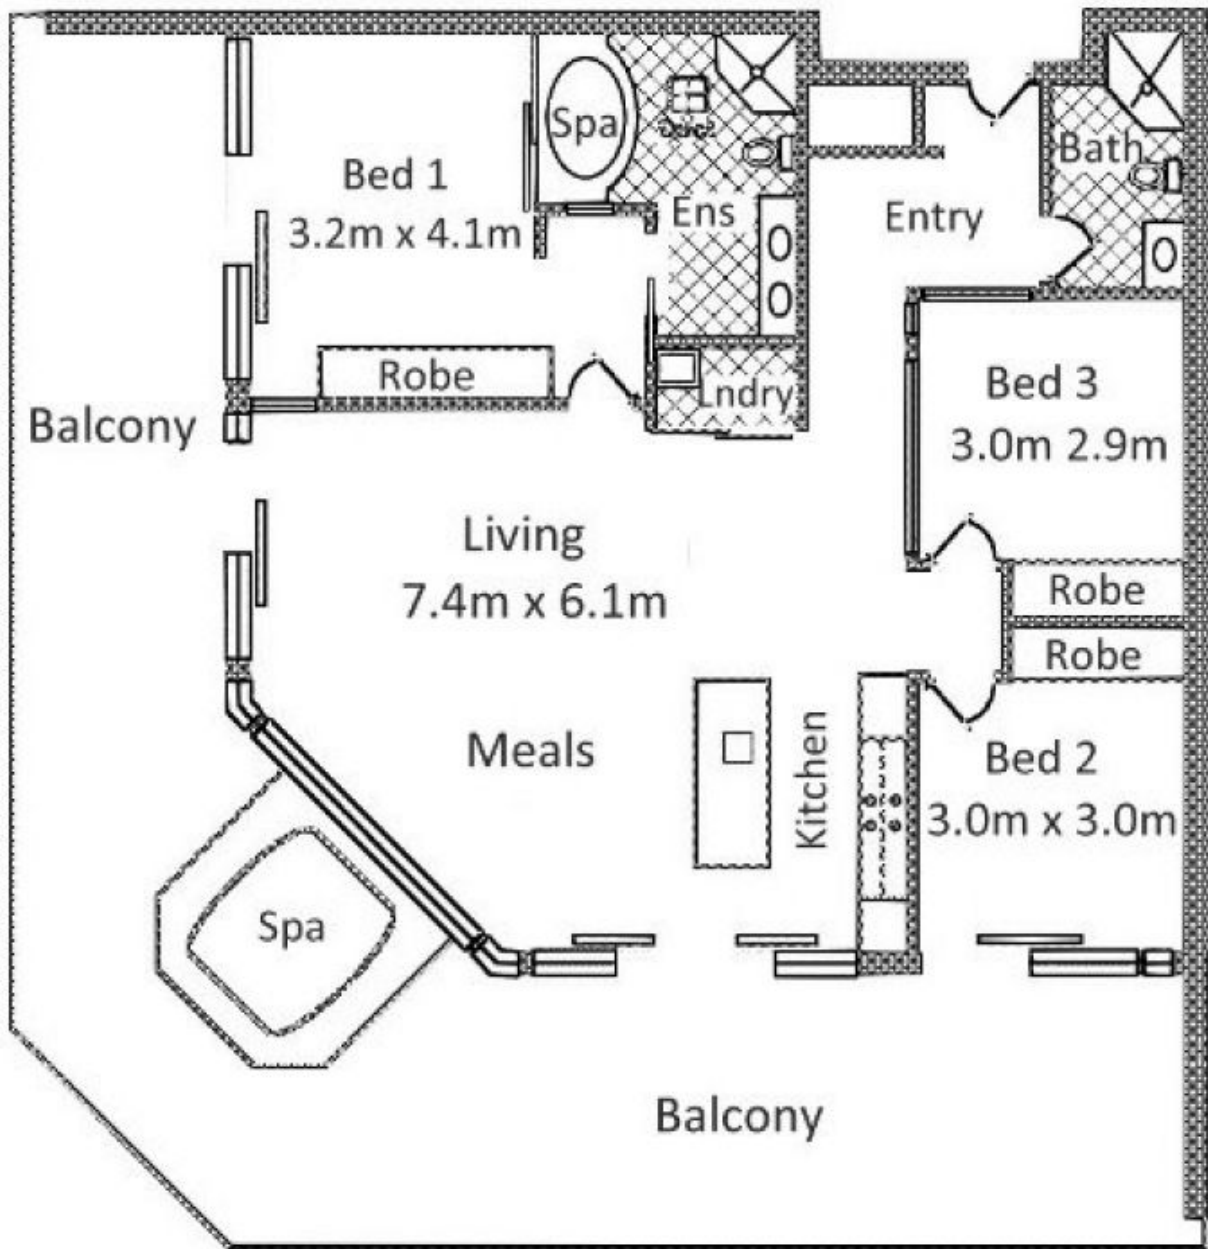 Spa
Bath
Bed 1
3.2m x 4.1m
Ens
Entry
Robe
Lndry
Bed 3
3.0m 2.9m
Balcony
Living
7.4m x 6.1m
Robe
Robe
Meals
Kitchen
Bed 2
3.0m x 3.0m
Spa
Balcony